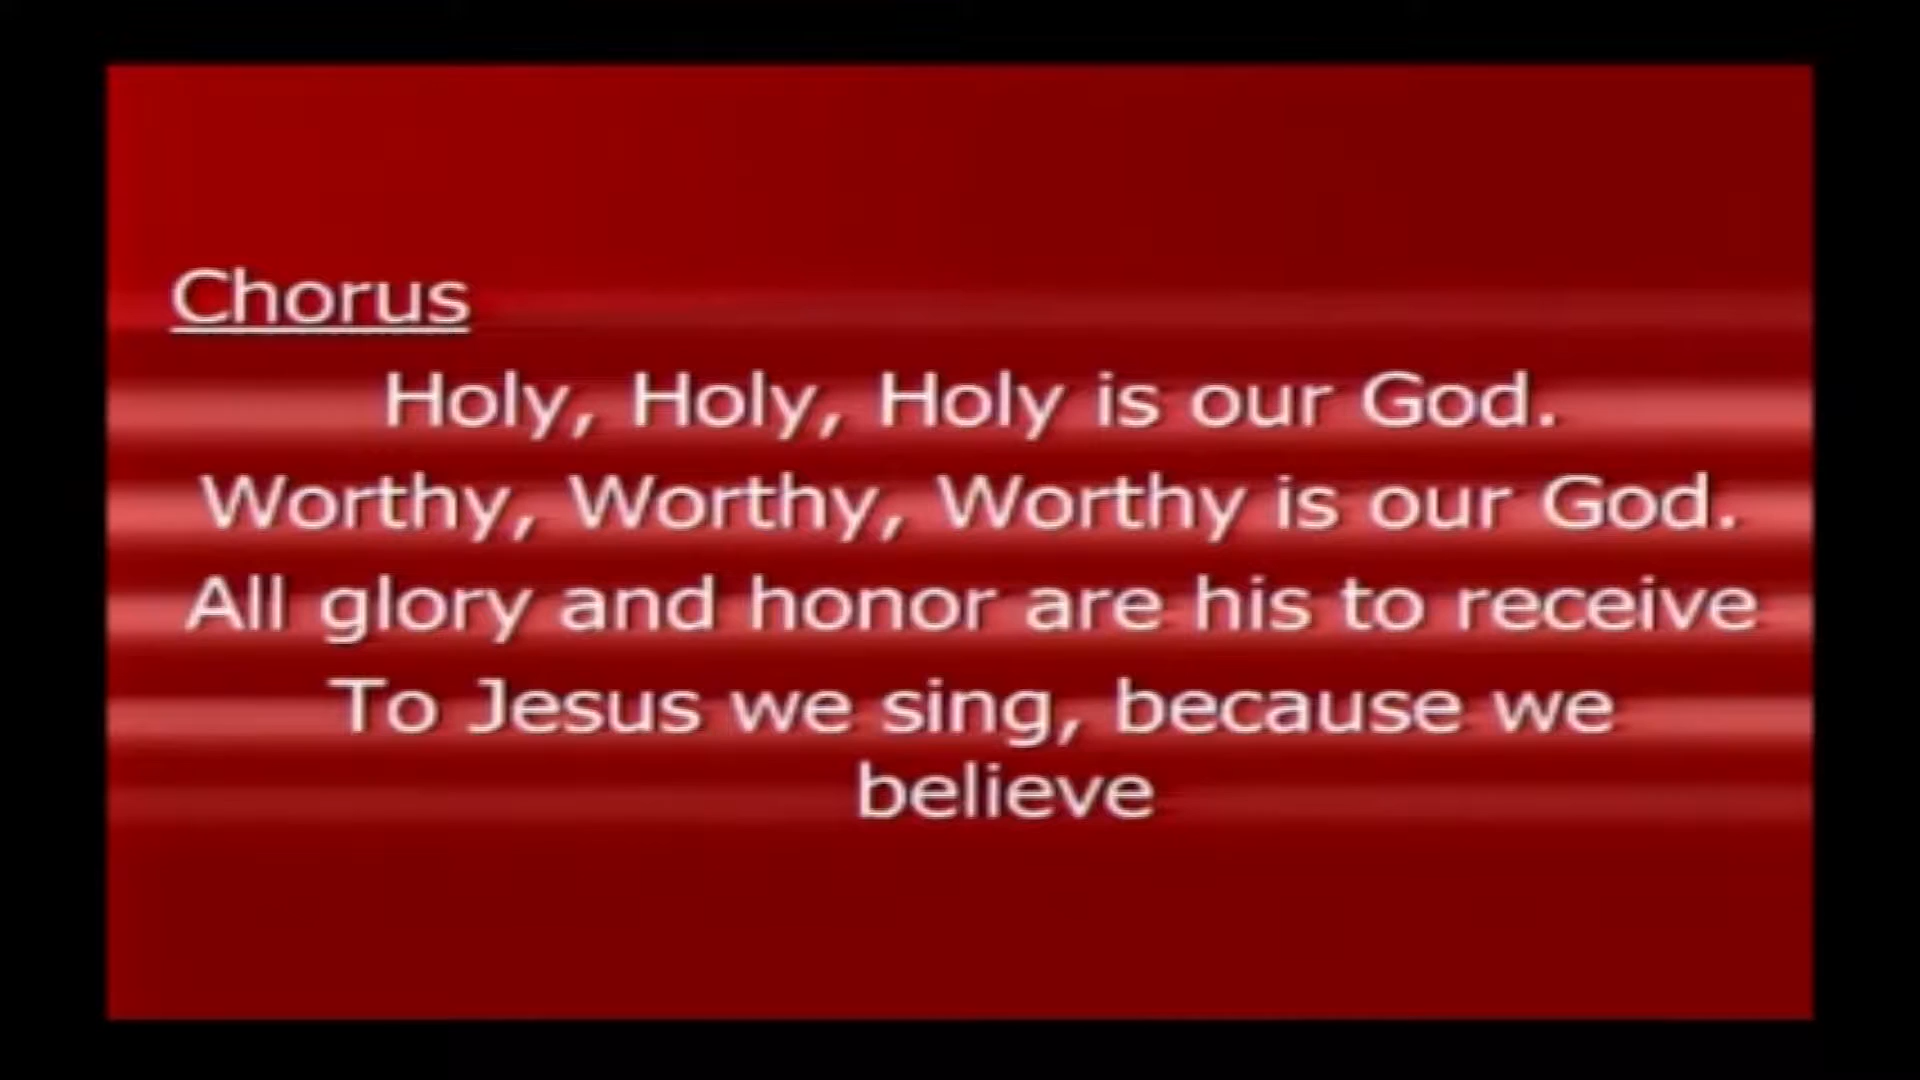 Chorus
Holy, Holy, Holy is our God.
Worthy, Worthy, Worthy is our God.
All glory and honor are his to receive
To Jesus we sing, because we
believe